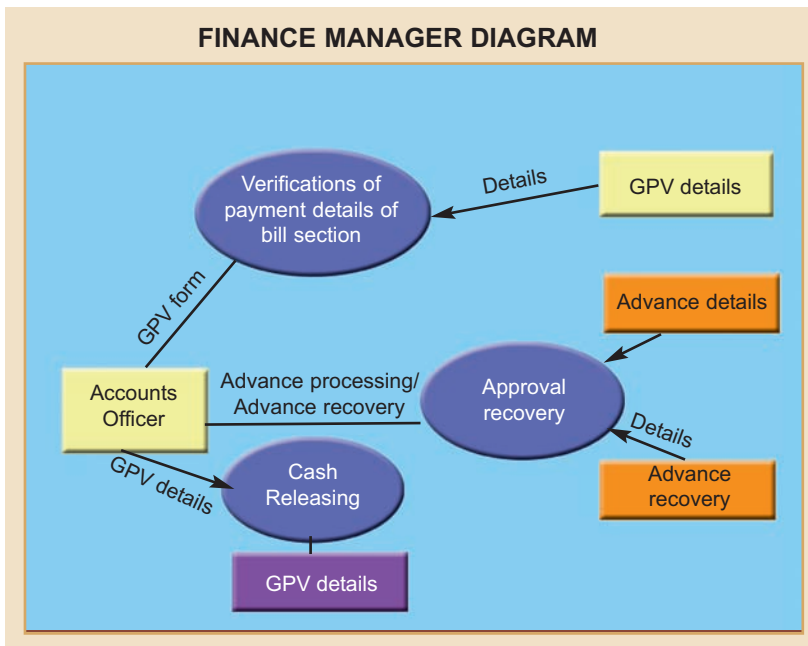 FINANCE MANAGER DIAGRAM
Verifications of
payment details of
bill section
Details
GPV details
GPV form
Advance details
Accounts
Officer
Advance processing/
Advance recovery
Approval
recovery
Details
Advance
recovery
GPV details
Cash
Releasing
GPV details